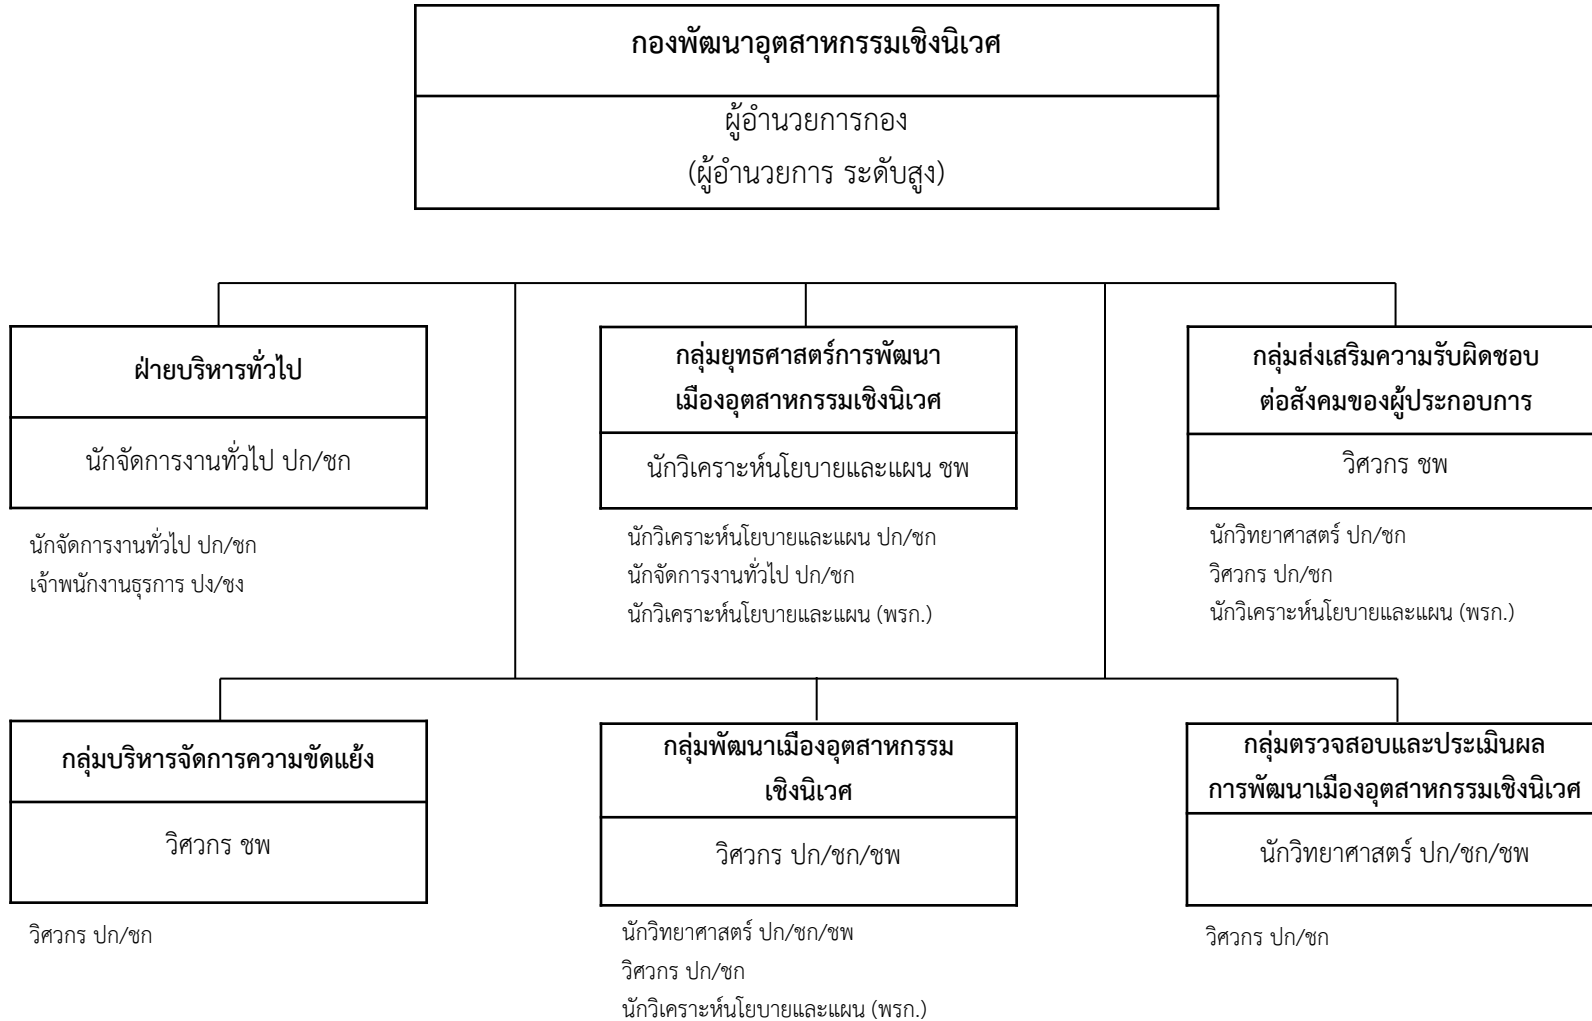 กองพัฒนาอุตสาหกรรมเชิงนิเวศ
ผู้อำนวยการกอง
(ผู้อำนวยการ ระดับสูง)
ฝ่ายบริหารทั่วไป
นักจัดการงานทั่วไป ปก/ชก
นักจัดการงานทั่วไป ปก/ชก
เจ้าพนักงานธุรการ ปง/ชง
กลุ่มยุทธศาสตร์การพัฒนา
เมืองอุตสาหกรรมเชิงนิเวศ
นักวิเคราะห์นโยบายและแผน ชพ
นักวิเคราะห์นโยบายและแผน ปก/ชก
นักจัดการงานทั่วไป ปก/ชก
นักวิเคราะห์นโยบายและแผน (พรก.)
กลุ่มส่งเสริมความรับผิดชอบ
ต่อสังคมของผู้ประกอบการ
วิศวกร ชพ
นักวิทยาศาสตร์ ปก/ชก
วิศวกร ปก/ชก
นักวิเคราะห์นโยบายและแผน (พรก.)
กลุ่มบริหารจัดการความขัดแย้ง
วิศวกร ชพ
วิศวกร ปก/ชก
กลุ่มพัฒนาเมืองอุตสาหกรรม
เชิงนิเวศ
วิศวกร ปก/ชก/ชพ
นักวิทยาศาสตร์ ปก/ชก/ชพ
วิศวกร ปก/ชก
นักวิเคราะห์นโยบายและแผน (พรก.)
กลุ่มตรวจสอบและประเมินผล
การพัฒนาเมืองอุตสาหกรรมเชิงนิเวศ
นักวิทยาศาสตร์ ปก/ชก/ชพ
วิศวกร ปก/ชก